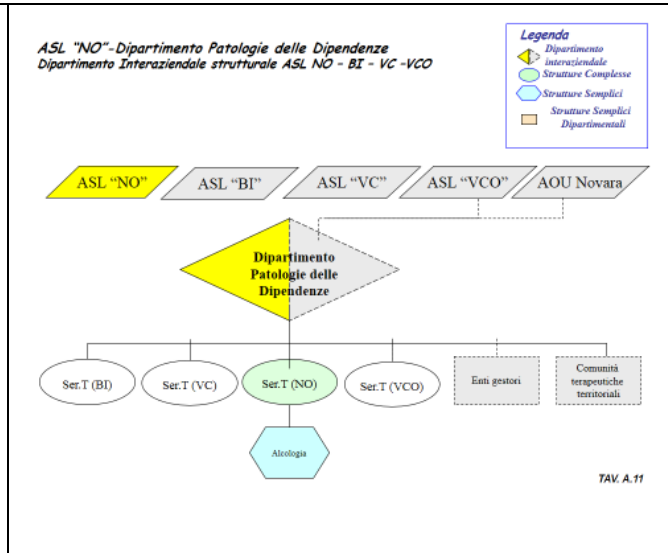 ASL “NO”-Dipartimento Patologie delle Dipendenze
Dipartimento Interaziendale strutturale ASL NO – BI – VC -VCO
Legenda
Dipartimento
interaziendale
Strutture Complesse
Strutture Semplici
Strutture Semplici
Dipartimentali
ASL “NO”
ASL “BI”
ASL “VC”
ASL “VCO”
AOU Novara
Dipartimento
Patologie delle
Dipendenze
Ser.T (BI)
Ser.T (VC)
Ser.T (NO)
Ser.T (VCO)
Enti gestori
Comunità
terapeutiche
territoriali
Alcologia
TAV. A.11